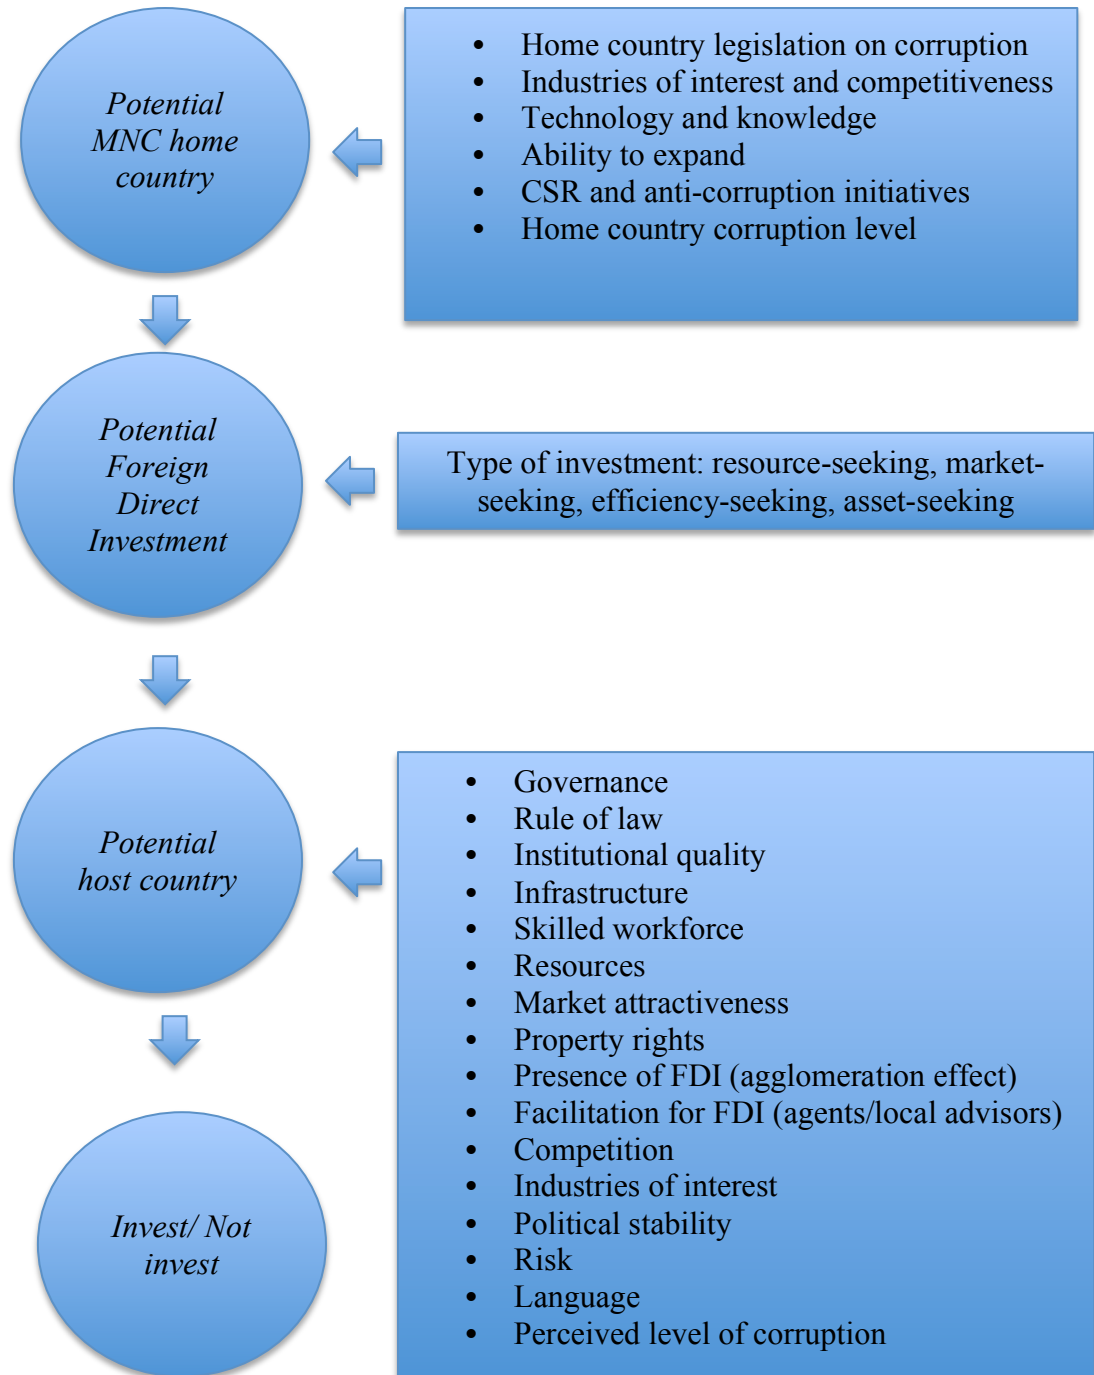 Potential
MNC home
country
• Home country legislation on corruption
• Industries of interest and competitiveness
• Technology and knowledge
• Ability to expand
• CSR and anti-corruption initiatives
• Home country corruption level
Potential
Foreign
Direct
Investment
Type of investment: resource-seeking, market-
seeking, efficiency-seeking, asset-seeking
Potential
host country
• Governance
• Rule of law
• Institutional quality
• Infrastructure
• Skilled workforce
• Resources
• Market attractiveness
• Property rights
• Presence of FDI (agglomeration effect)
• Facilitation for FDI (agents/local advisors)
• Competition
• Industries of interest
• Political stability
• Risk
• Language
• Perceived level of corruption
Invest/ Not
invest